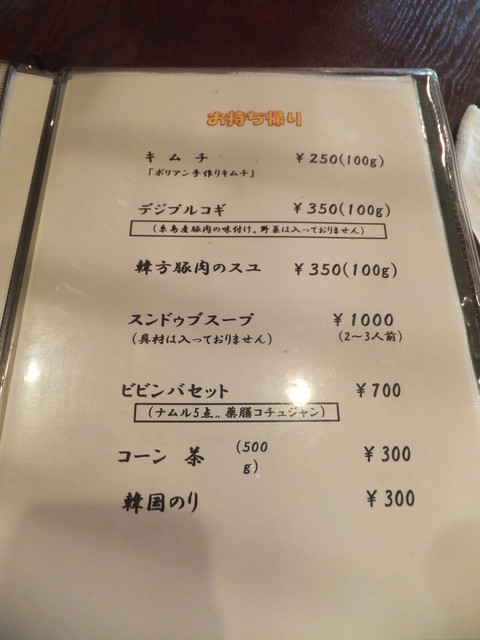 お持ち帰り
キムチ ¥250(100g)
「ボリアン手作りキムチ」
デジプルコギ ¥350(100g)
(糸島産豚肉の味付け。野菜は入っておりません)
韓方豚肉のスユ ¥350(100g)
スンドゥブスープ ¥1000
(具材は入っておりません) (2～3人前)
ビビンバセット ¥700
(ナムル5点、薬膳コチュジャン)
コーン 茶 (500 ¥300
g)
韓国のり ¥300